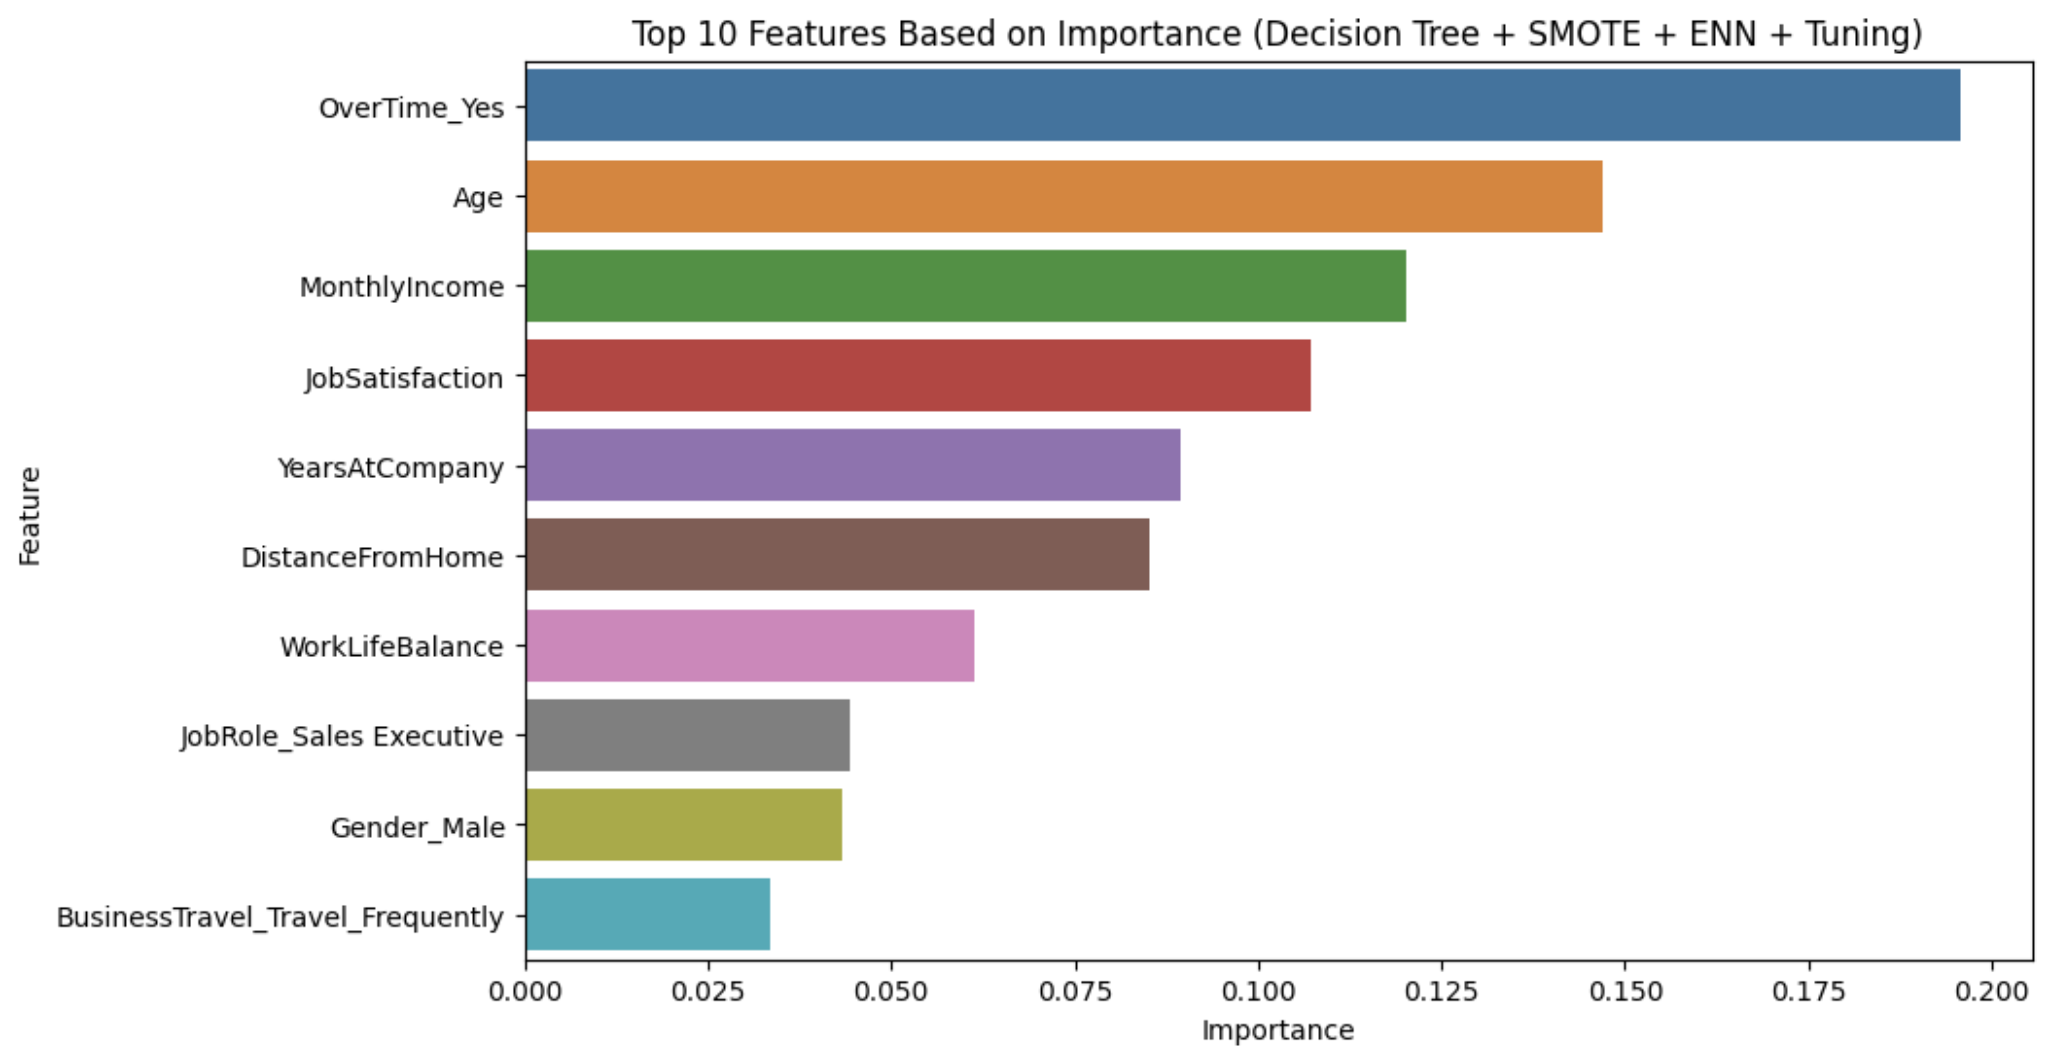 Top 10 Features Based on Importance (Decision Tree + SMOTE + ENN + Tuning)
Feature
OverTime_Yes
Age
MonthlyIncome
JobSatisfaction
YearsAtCompany
DistanceFromHome
WorkLifeBalance
JobRole_Sales Executive
Gender_Male
BusinessTravel_Travel_Frequently
0.000 0.025 0.050 0.075 0.100 0.125 0.150 0.175 0.200
Importance